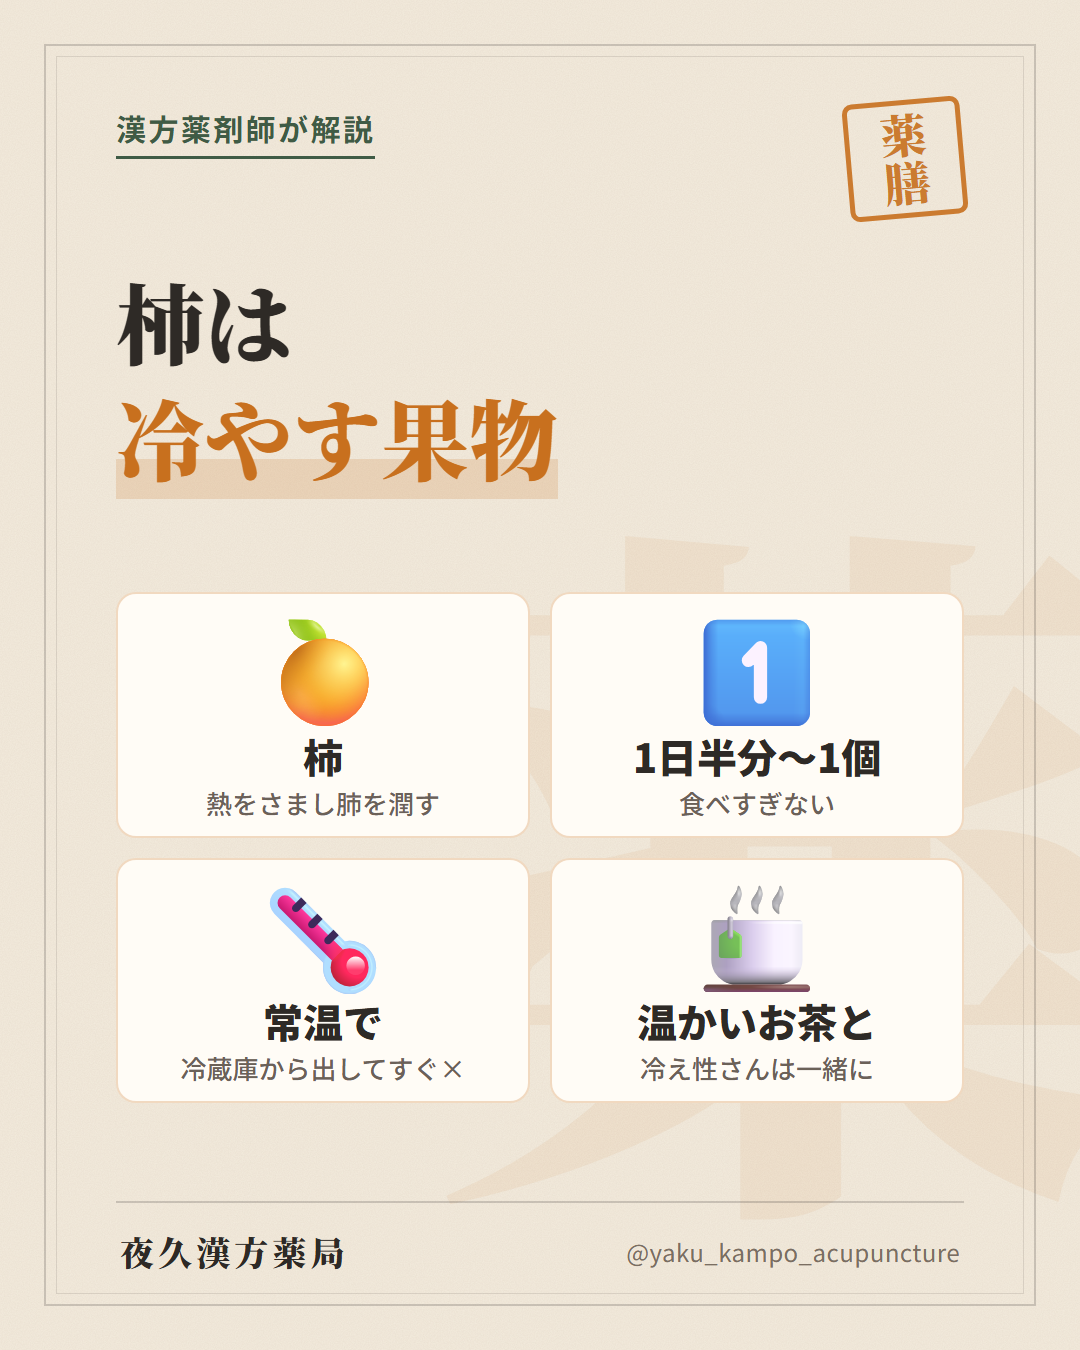 漢方薬剤師が解説
薬膳
柿は
冷やす果物
柿
熱をさまし肺を潤す
1
1日半分〜1個
食べすぎない
常温で
冷蔵庫から出してすぐ×
温かいお茶と
冷え性さんは一緒に
夜久漢方薬局
@yaku_kampo_acupuncture
薬